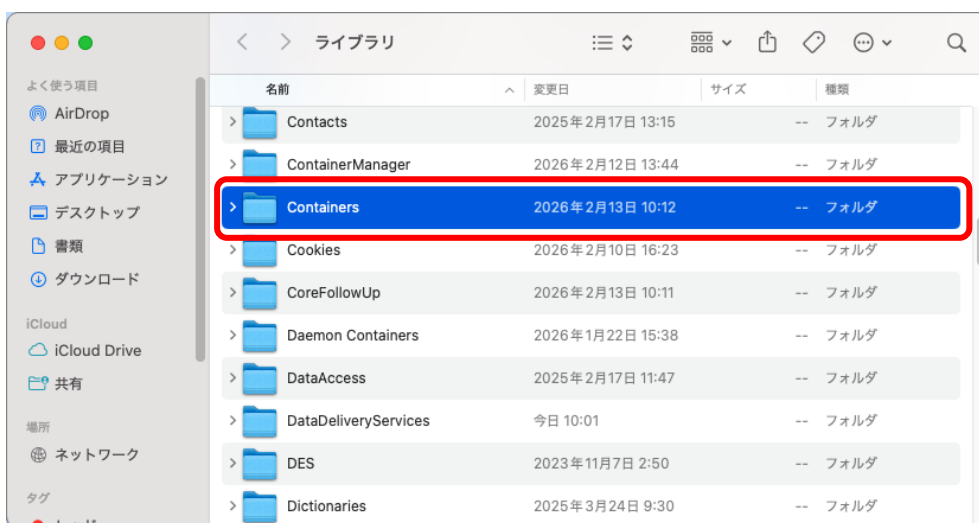 ライブラリ
よく使う項目
AirDrop
最近の項目
アプリケーション
デスクトップ
書類
ダウンロード
iCloud
iCloud Drive
共有
場所
ネットワーク
タグ
名前 変更日 サイズ 種類
Contacts 2025年2月17日 13:15 -- フォルダ
ContainerManager 2026年2月12日 13:44 -- フォルダ
Containers 2026年2月13日 10:12 -- フォルダ
Cookies 2026年2月10日 16:23 -- フォルダ
CoreFollowUp 2026年2月13日 10:11 -- フォルダ
Daemon Containers 2026年1月22日 15:38 -- フォルダ
DataAccess 2025年2月17日 11:47 -- フォルダ
DataDeliveryServices 今日 10:01 -- フォルダ
DES 2023年11月7日 2:50 -- フォルダ
Dictionaries 2025年3月24日 9:30 -- フォルダ